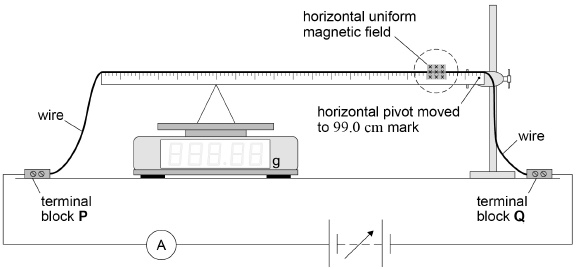 horizontal uniform
magnetic field
horizontal pivot moved
to 99.0 cm mark
wire
wire
888.88 g
terminal
block P
terminal
block Q
A